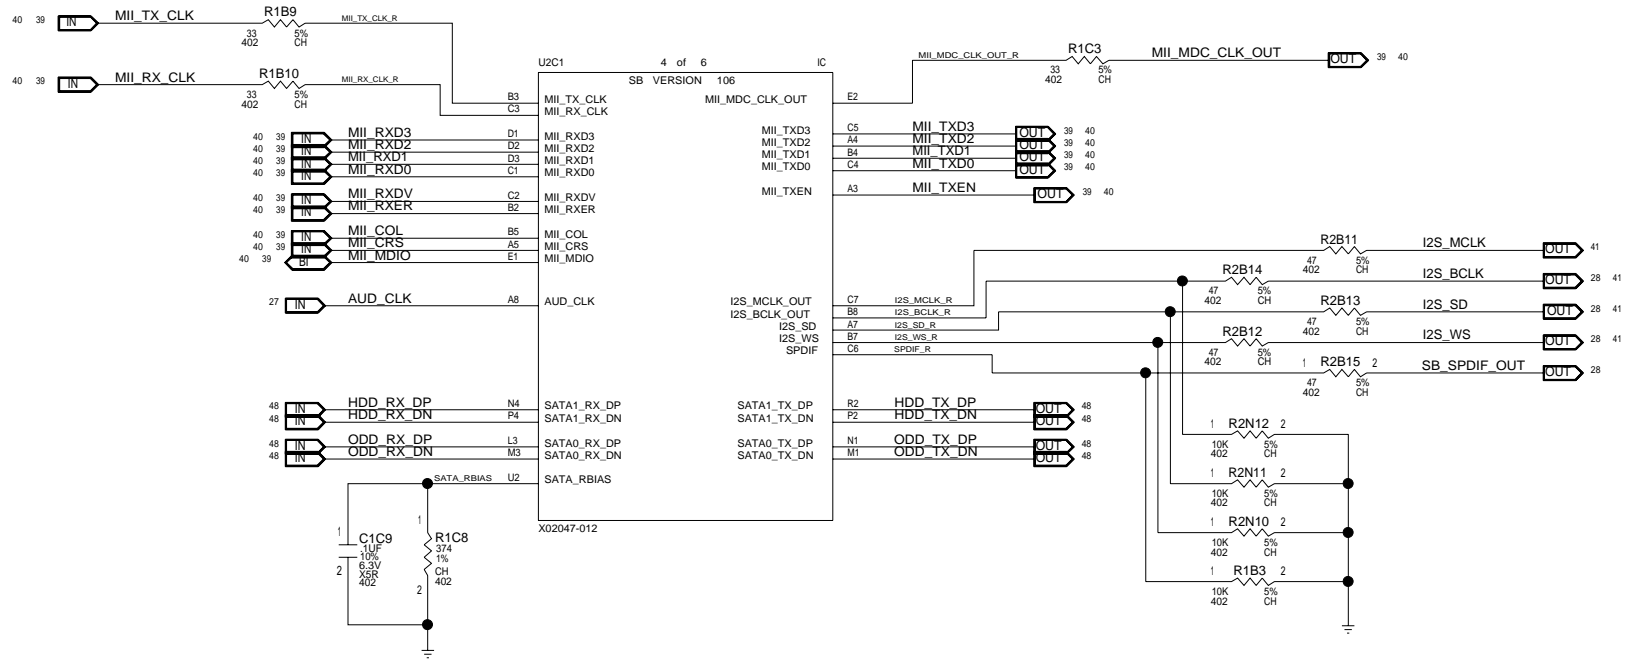 40 39 IN MII_TX_CLK R1B9 MII_TX_CLK_R
33 5%
402 CH
40 39 IN MII_RX_CLK R1B10 MII_RX_CLK_R
33 5%
402 CH
U2C1 4 of 6 IC
SB VERSION 106
MII_MDC_CLK_OUT_R R1C3 MII_MDC_CLK_OUT OUT 39 40
33 5%
402 CH
B3 MII_TX_CLK MII_MDC_CLK_OUT E2
C3 MII_RX_CLK
40 39 IN MII_RXD3 D1 MII_RXD3
40 39 IN MII_RXD2 D2 MII_RXD2
40 39 IN MII_RXD1 D3 MII_RXD1
40 39 IN MII_RXD0 C1 MII_RXD0
MII_TXD3 C5 MII_TXD3 OUT 39 40
MII_TXD2 A4 MII_TXD2 OUT 39 40
MII_TXD1 B4 MII_TXD1 OUT 39 40
MII_TXD0 C4 MII_TXD0 OUT 39 40
40 39 IN MII_RXDV C2 MII_RXDV
40 39 IN MII_RXER B2 MII_RXER
MII_TXEN A3 MII_TXEN OUT 39 40
40 39 IN MII_COL B5 MII_COL
40 39 IN MII_CRS A5 MII_CRS
40 39 BI MII_MDIO E1 MII_MDIO
27 IN AUD_CLK A8 AUD_CLK
I2S_MCLK_OUT C7 I2S_MCLK_R
I2S_BCLK_OUT B8 I2S_BCLK_R
I2S_SD A7 I2S_SD_R
I2S_WS B7 I2S_WS_R
SPDIF C6 SPDIF_R
R2B11 I2S_MCLK OUT 41
47 5%
402 CH
R2B14 I2S_BCLK OUT 28 41
47 5%
402 CH
R2B13 I2S_SD OUT 28 41
47 5%
402 CH
R2B12 I2S_WS OUT 28 41
47 5%
402 CH
1 R2B15 2 SB_SPDIF_OUT OUT 28
47 5%
402 CH
48 IN HDD_RX_DP N4 SATA1_RX_DP
48 IN HDD_RX_DN P4 SATA1_RX_DN
48 IN ODD_RX_DP L3 SATA0_RX_DP
48 IN ODD_RX_DN M3 SATA0_RX_DN
SATA_RBIAS U2 SATA_RBIAS
SATA1_TX_DP R2 HDD_TX_DP OUT 48
SATA1_TX_DN P2 HDD_TX_DN OUT 48
SATA0_TX_DP N1 ODD_TX_DP OUT 48
SATA0_TX_DN M1 ODD_TX_DN OUT 48
X02047-012
1 R2N12 2
10K 5%
402 CH
1 R2N11 2
10K 5%
402 CH
1 R2N10 2
10K 5%
402 CH
1 R1B3 2
10K 5%
402 CH
1
C1C9
.1UF
10%
6.3V
X5R
402
2
1
R1C8
374
1%
CH
402
2